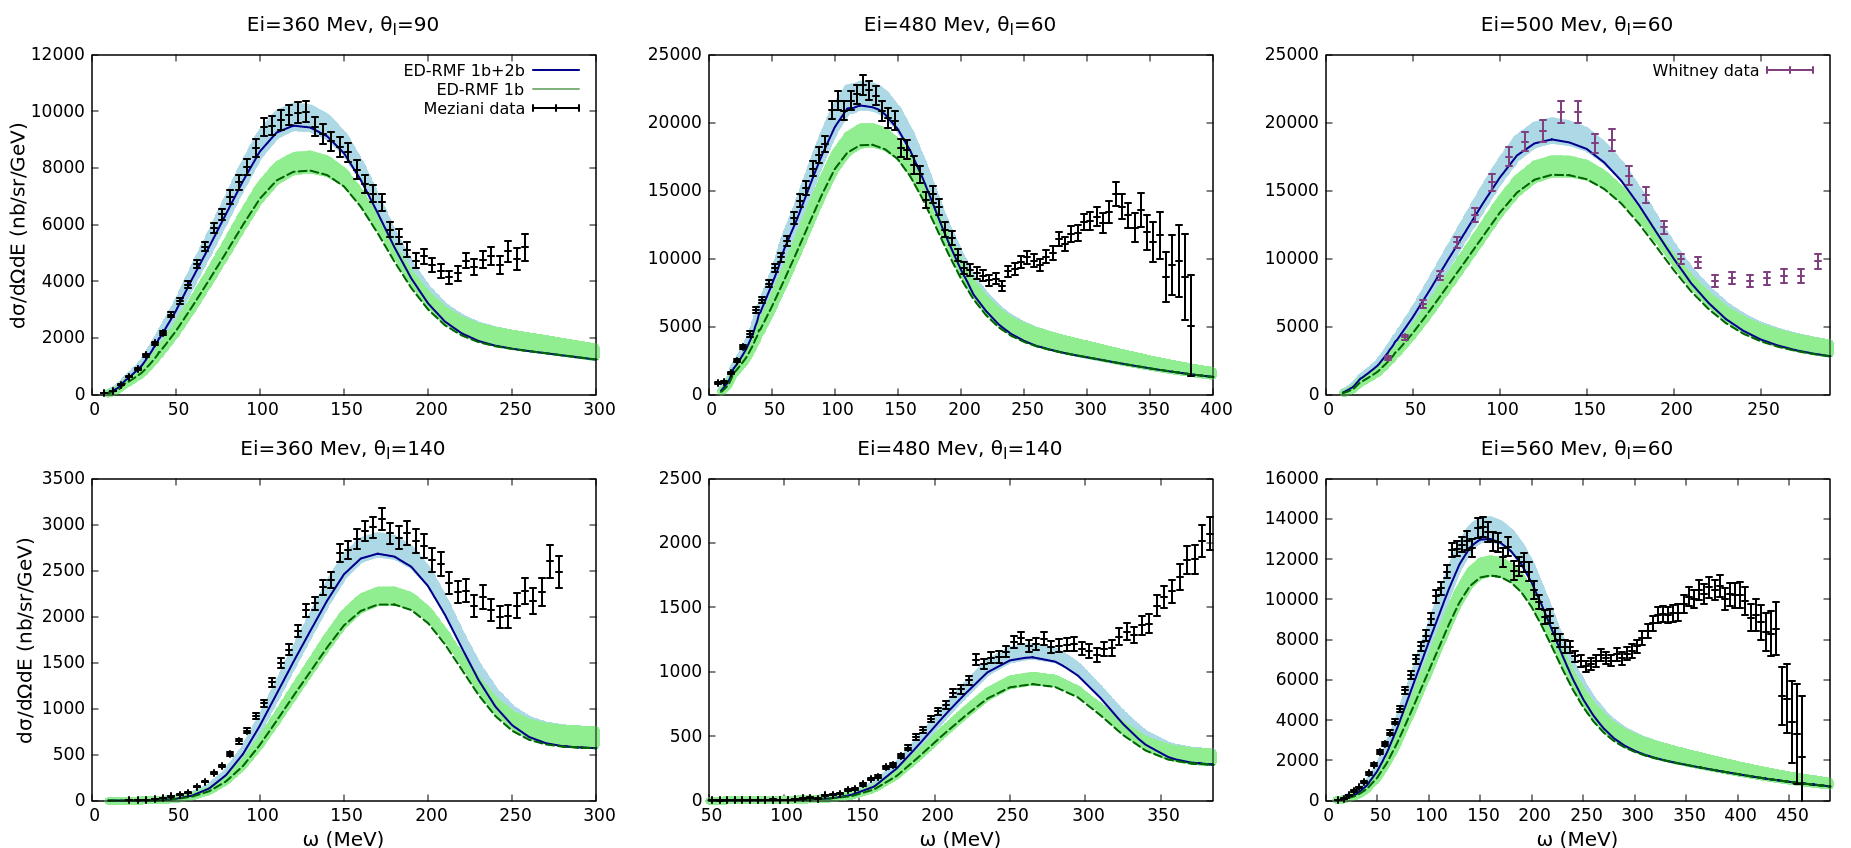 Ei=360 Mev, θl=90
Ei=480 Mev, θl=60
Ei=500 Mev, θl=60
dσ/dΩdE (nb/sr/GeV)
12000
10000
8000
6000
4000
2000
0
0 50 100 150 200 250 300
ED-RMF 1b+2b
ED-RMF 1b
Meziani data
25000
20000
15000
10000
5000
0
0 50 100 150 200 250 300 350 400
25000
20000
15000
10000
5000
0
0 50 100 150 200 250
Whitney data
Ei=360 Mev, θl=140
Ei=480 Mev, θl=140
Ei=560 Mev, θl=60
dσ/dΩdE (nb/sr/GeV)
3500
3000
2500
2000
1500
1000
500
0
0 50 100 150 200 250 300
ω (MeV)
2500
2000
1500
1000
500
0
50 100 150 200 250 300 350
ω (MeV)
16000
14000
12000
10000
8000
6000
4000
2000
0
0 50 100 150 200 250 300 350 400 450
ω (MeV)